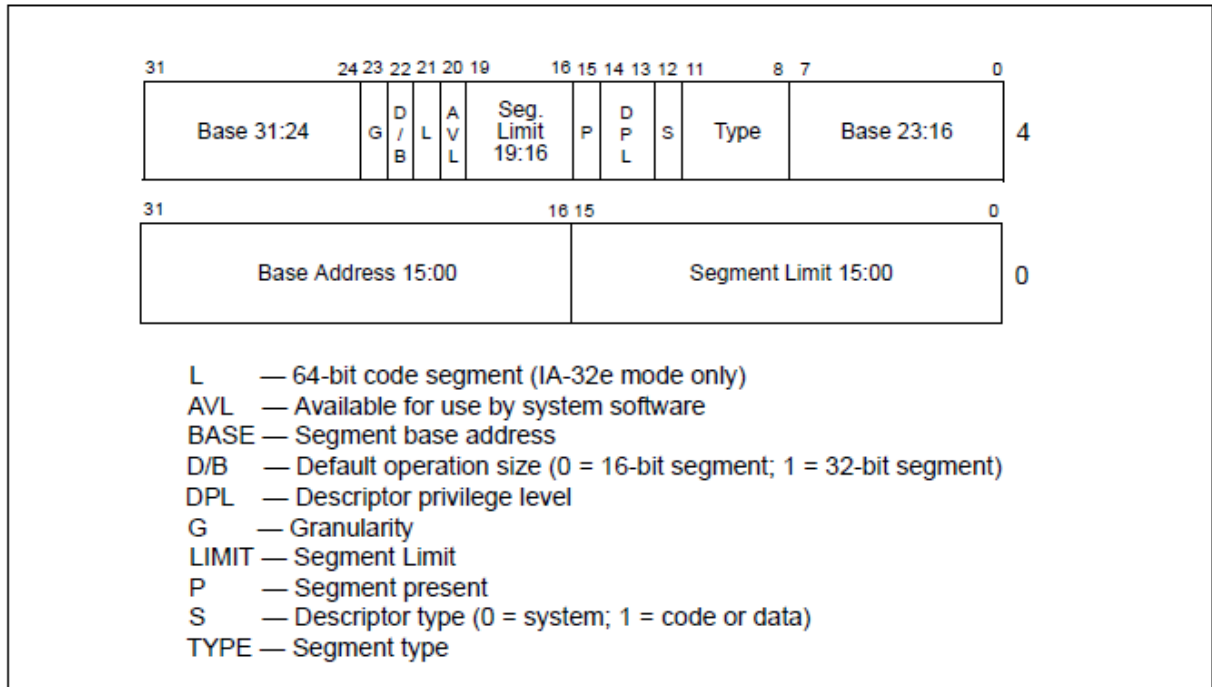 31 24 23 22 21 20 19 16 15 14 13 12 11 8 7 0
Base 31:24 G D/B L AVL Seg. Limit 19:16 P DPL S Type Base 23:16 4
31 16 15 0
Base Address 15:00 Segment Limit 15:00 0
L — 64-bit code segment (IA-32e mode only)
AVL — Available for use by system software
BASE — Segment base address
D/B — Default operation size (0 = 16-bit segment; 1 = 32-bit segment)
DPL — Descriptor privilege level
G — Granularity
LIMIT — Segment Limit
P — Segment present
S — Descriptor type (0 = system; 1 = code or data)
TYPE — Segment type